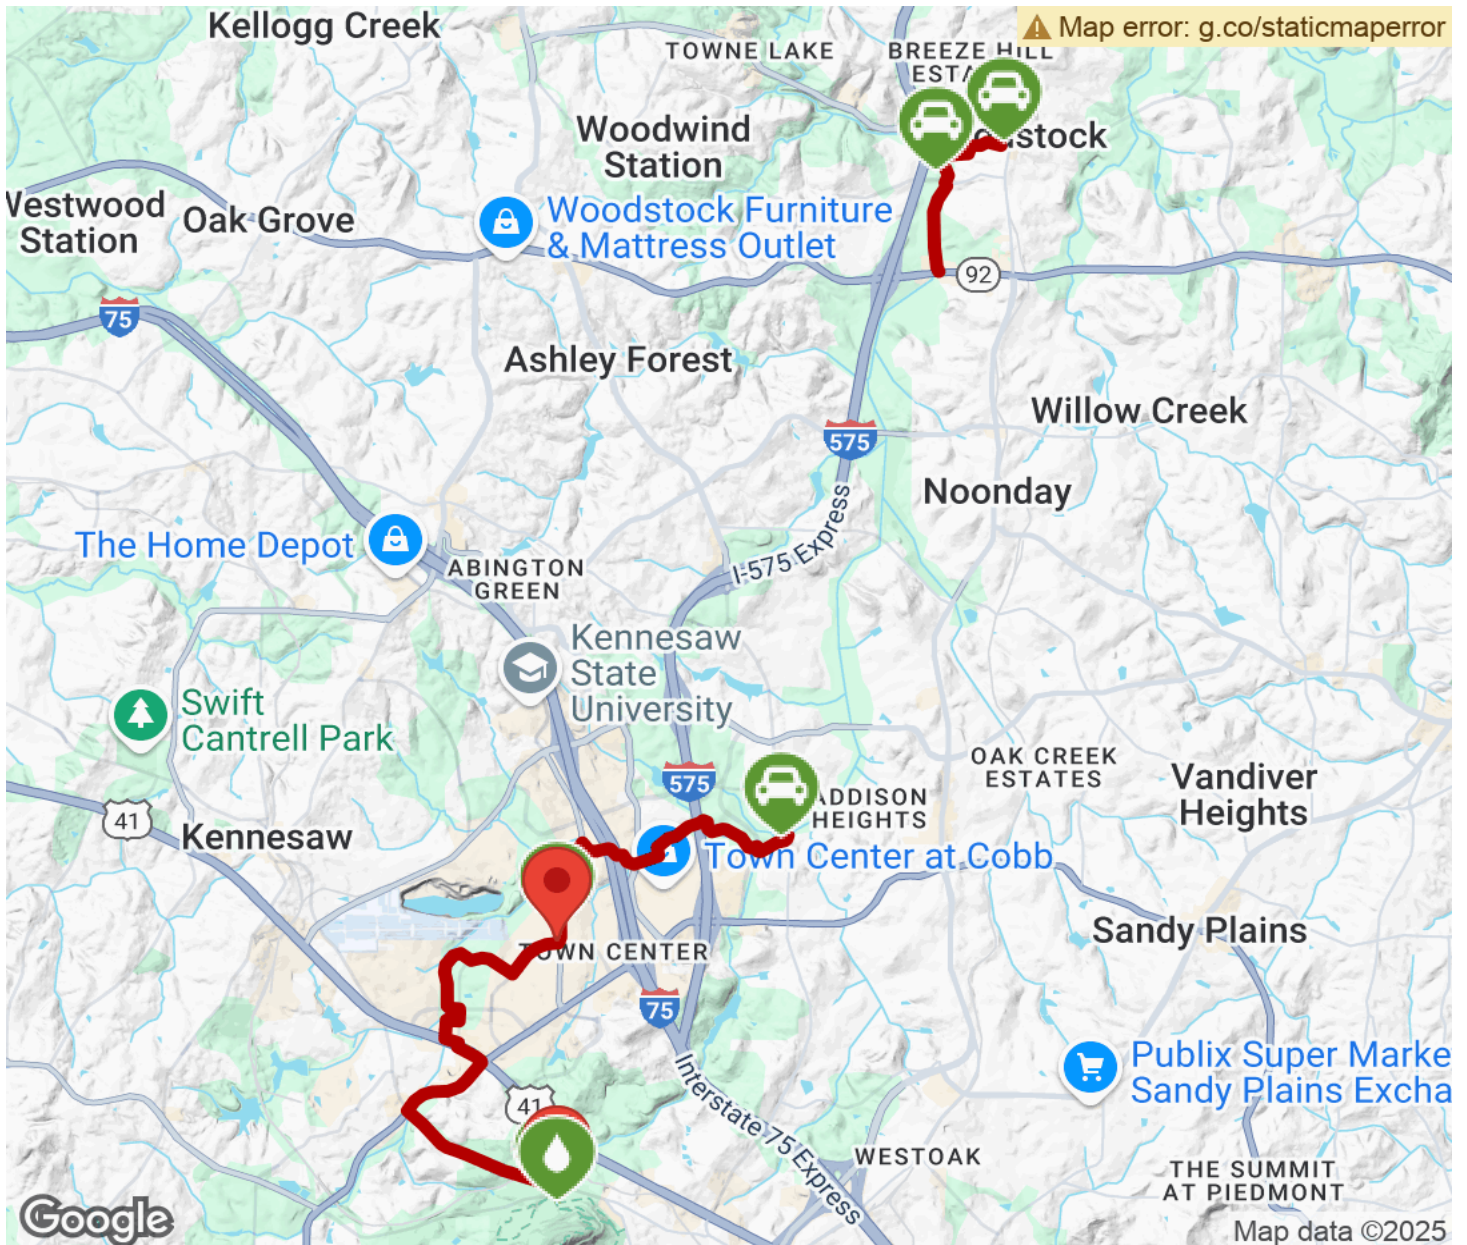 Kellogg Creek
Map error: g.co/staticmaperror
TOWNE LAKE
BREEZE HILL
Woodwind
Station
Westwood
Station
Oak Grove
Woodstock Furniture
& Mattress Outlet
92
75
Ashley Forest
Willow Creek
575
Noonday
I-575 Express
The Home Depot
ABINGTON
GREEN
Kennesaw
State
University
Swift
Cantrell Park
OAK CREEK
ESTATES
Vandiver
Heights
575
HEIGHTS
41
Kennesaw
Town Center at Cobb
Sandy Plains
CENTER
75
Interstate 75 Express
Publix Super Marke
Sandy Plains Excha
41
WESTOAK
THE SUMMIT
AT PIEDMONT
Google
Map data ©2025